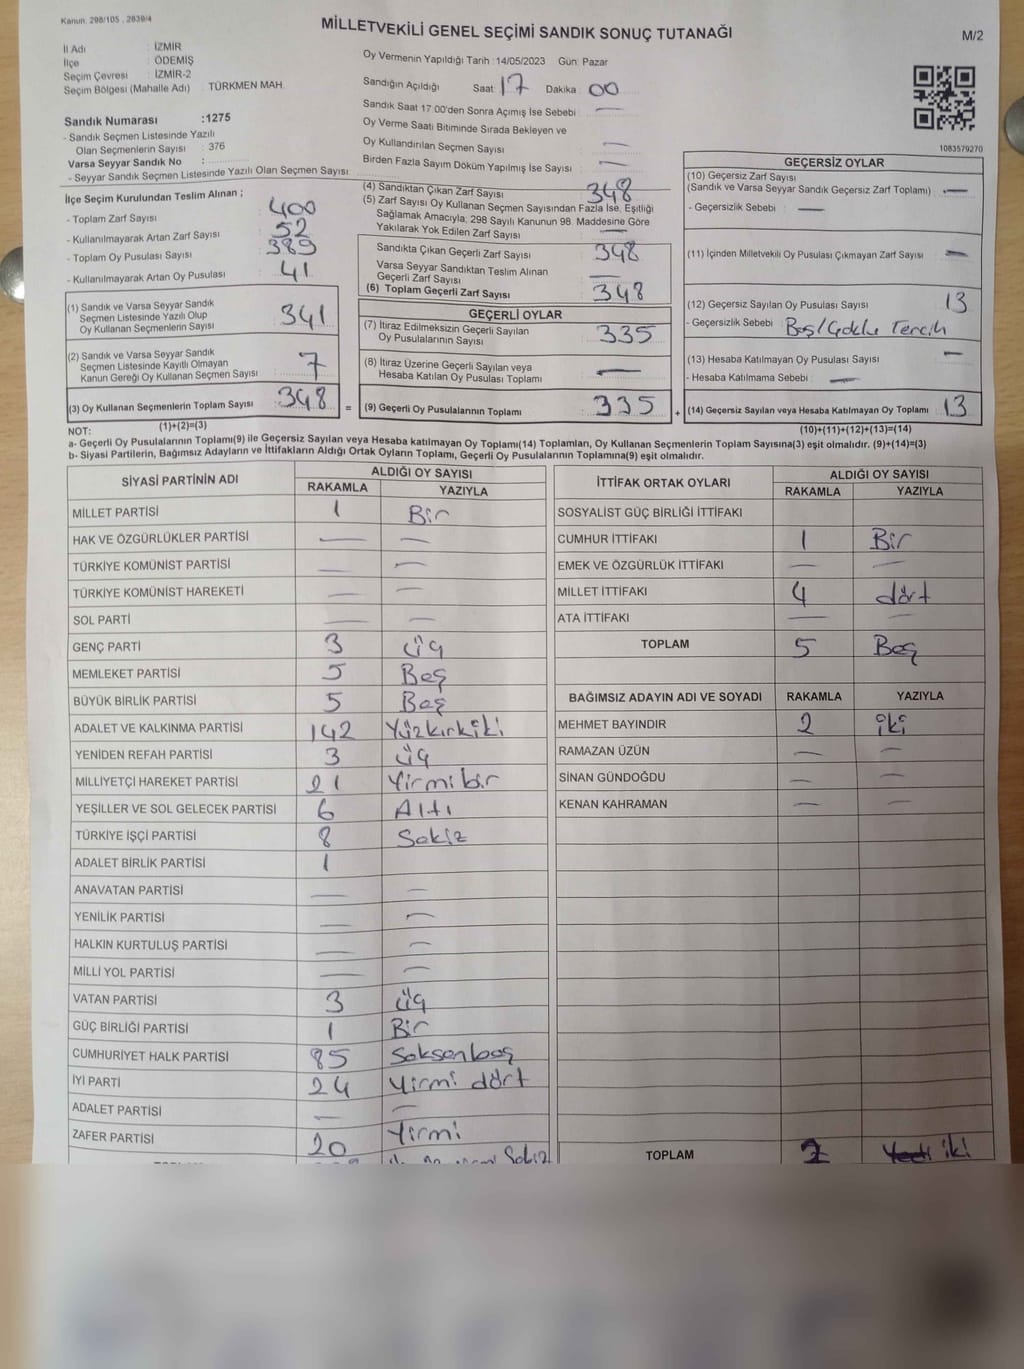 Kanun. 298/105 , 2839/4
MİLLETVEKİLİ GENEL SEÇİMİ SANDIK SONUÇ TUTANAĞI
M/2
İl Adı : İZMİR
İlçe : ÖDEMİŞ
Seçim Çevresi : İZMİR-2
Seçim Bölgesi (Mahalle Adı) : TÜRKMEN MAH.
Sandık Numarası :1275
- Sandık Seçmen Listesinde Yazılı
Olan Seçmenlerin Sayısı : 376
Varsa Seyyar Sandık No :
- Seyyar Sandık Seçmen Listesinde Yazılı Olan Seçmen Sayısı
Oy Vermenin Yapıldığı Tarih :14/05/2023 Gün: Pazar
Sandığın Açıldığı Saat 17 Dakika 00
Sandık Saat 17.00'den Sonra Açımış İse Sebebi : —
Oy Verme Saati Bitiminde Sırada Bekleyen ve
Oy Kullandırılan Seçmen Sayısı : —
Birden Fazla Sayım Döküm Yapılmış İse Sayısı : —
1083579270
İlçe Seçim Kurulundan Teslim Alınan ;
- Toplam Zarf Sayısı : 400
- Kullanılmayarak Artan Zarf Sayısı : 52
- Toplam Oy Pusulası Sayısı : 389
- Kullanılmayarak Artan Oy Pusulası : 41
(1) Sandık ve Varsa Seyyar Sandık
Seçmen Listesinde Yazılı Olup
Oy Kullanan Seçmenlerin Sayısı : 341
(2) Sandık ve Varsa Seyyar Sandık
Seçmen Listesinde Kayıtlı Olmayan
Kanun Gereği Oy Kullanan Seçmen Sayısı : 7
(3) Oy Kullanan Seçmenlerin Toplam Sayısı : 348
(1)+(2)=(3)
(4) Sandıktan Çıkan Zarf Sayısı : 348
(5) Zarf Sayısı Oy Kullanan Seçmen Sayısından Fazla İse, Eşitliği
Sağlamak Amacıyla, 298 Sayılı Kanunun 98. Maddesine Göre
Yakılarak Yok Edilen Zarf Sayısı : —
Sandıkta Çıkan Geçerli Zarf Sayısı : 348
Varsa Seyyar Sandıktan Teslim Alınan
Geçerli Zarf Sayısı : —
(6) Toplam Geçerli Zarf Sayısı : 348
GEÇERLİ OYLAR
(7) İtiraz Edilmeksizin Geçerli Sayılan
Oy Pusulalarının Sayısı : 335
(8) İtiraz Üzerine Geçerli Sayılan veya
Hesaba Katılan Oy Pusulası Toplamı : —
= (9) Geçerli Oy Pusulalarının Toplamı : 335 +
GEÇERSİZ OYLAR
(10) Geçersiz Zarf Sayısı
(Sandık ve Varsa Seyyar Sandık Geçersiz Zarf Toplamı) : —
- Geçersizlik Sebebi : —
(11) İçinden Milletvekili Oy Pusulası Çıkmayan Zarf Sayısı : —
(12) Geçersiz Sayılan Oy Pusulası Sayısı : 13
- Geçersizlik Sebebi : Boş/Çoklu Tercih
(13) Hesaba Katılmayan Oy Pusulası Sayısı : —
- Hesaba Katılmama Sebebi : —
(14) Geçersiz Sayılan veya Hesaba Katılmayan Oy Toplamı : 13
(10)+(11)+(12)+(13)=(14)
NOT:
a- Geçerli Oy Pusulalarının Toplamı(9) ile Geçersiz Sayılan veya Hesaba katılmayan Oy Toplamı(14) Toplamları, Oy Kullanan Seçmenlerin Toplam Sayısına(3) eşit olmalıdır. (9)+(14)=(3)
b- Siyasi Partilerin, Bağımsız Adayların ve İttifakların Aldığı Ortak Oyların Toplamı, Geçerli Oy Pusulalarının Toplamına(9) eşit olmalıdır.
SİYASİ PARTİNİN ADI ALDIĞI OY SAYISI
RAKAMLA YAZIYLA
MİLLET PARTİSİ 1 Bir
HAK VE ÖZGÜRLÜKLER PARTİSİ — —
TÜRKİYE KOMÜNİST PARTİSİ — —
TÜRKİYE KOMÜNİST HAREKETİ — —
SOL PARTİ — —
GENÇ PARTİ 3 üç
MEMLEKET PARTİSİ 5 Beş
BÜYÜK BİRLİK PARTİSİ 5 Beş
ADALET VE KALKINMA PARTİSİ 142 Yüzkırkiki
YENİDEN REFAH PARTİSİ 3 üç
MİLLİYETÇİ HAREKET PARTİSİ 21 Yirmi bir
YEŞİLLER VE SOL GELECEK PARTİSİ 6 Altı
TÜRKİYE İŞÇİ PARTİSİ 8 Sekiz
ADALET BİRLİK PARTİSİ 1
ANAVATAN PARTİSİ — —
YENİLİK PARTİSİ — —
HALKIN KURTULUŞ PARTİSİ — —
MİLLİ YOL PARTİSİ — —
VATAN PARTİSİ 3 üç
GÜÇ BİRLİĞİ PARTİSİ 1 Bir
CUMHURİYET HALK PARTİSİ 85 Seksenbeş
İYİ PARTİ 24 Yirmi dört
ADALET PARTİSİ — —
ZAFER PARTİSİ 20 Yirmi
İTTİFAK ORTAK OYLARI ALDIĞI OY SAYISI
RAKAMLA YAZIYLA
SOSYALİST GÜÇ BİRLİĞİ İTTİFAKI
CUMHUR İTTİFAKI 1 Bir
EMEK VE ÖZGÜRLÜK İTTİFAKI — —
MİLLET İTTİFAKI 4 dört
ATA İTTİFAKI — —
TOPLAM 5 Beş
BAĞIMSIZ ADAYIN ADI VE SOYADI RAKAMLA YAZIYLA
MEHMET BAYINDIR 2 iki
RAMAZAN ÜZÜN — —
SİNAN GÜNDOĞDU — —
KENAN KAHRAMAN — —
TOPLAM 2 Yedi iki